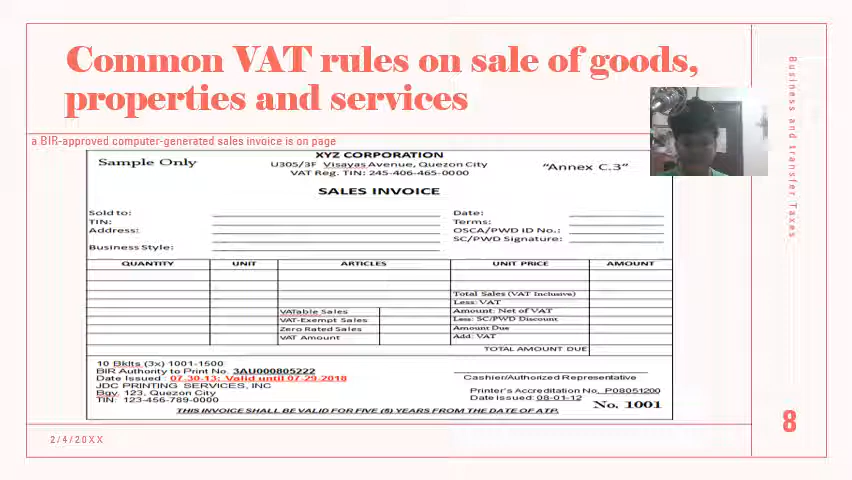 Common VAT rules on sale of goods,
properties and services
a BIR-approved computer-generated sales invoice is on page
Sample Only
XYZ CORPORATION
U305/3F Visayas Avenue, Quezon City
VAT Reg. TIN: 245-406-465-0000
"Annex C.3"
SALES INVOICE
Sold to:
TIN:
Address:
Business Style:
Date:
Terms:
OSCA/PWD ID No.:
SC/PWD Signature:
QUANTITY UNIT ARTICLES UNIT PRICE AMOUNT
VATable Sales
VAT-Exempt Sales
Zero Rated Sales
VAT Amount
Total Sales (VAT Inclusive)
Less: VAT
Amount: Net of VAT
Less: SC/PWD Discount
Amount Due
Add: VAT
TOTAL AMOUNT DUE
10 Bklts (3x) 1001-1500
BIR Authority to Print No. 3AU000805222
Date Issued : 07-30-13; Valid until 07-29-2018
JDC PRINTING SERVICES, INC
Bgy. 123, Quezon City
TIN: 123-456-789-0000
Cashier/Authorized Representative
Printer's Accreditation No. P08051200
Date Issued: 08-01-12
No. 1001
THIS INVOICE SHALL BE VALID FOR FIVE (5) YEARS FROM THE DATE OF ATP.
Business and transfer Taxes
8
2/4/20XX